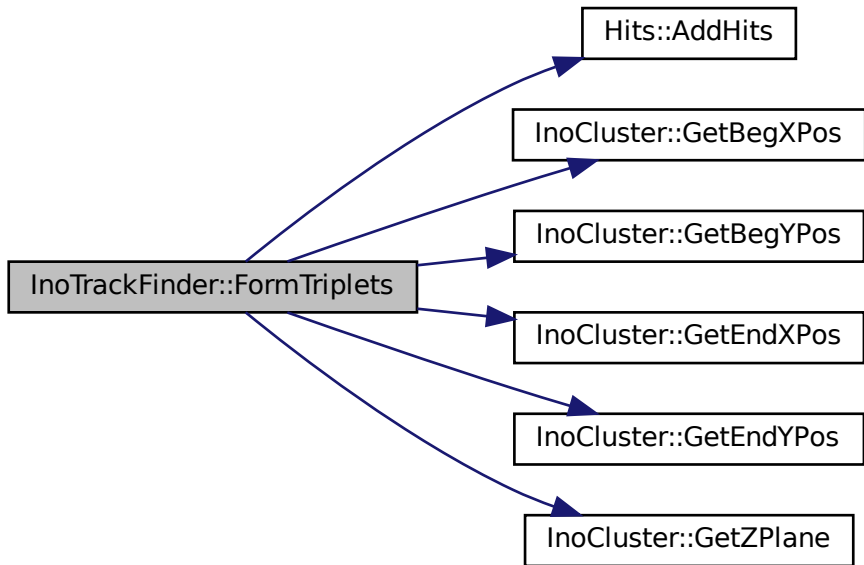 Hits::AddHits
InoCluster::GetBegXPos
InoCluster::GetBegYPos
InoTrackFinder::FormTriplets
InoCluster::GetEndXPos
InoCluster::GetEndYPos
InoCluster::GetZPlane